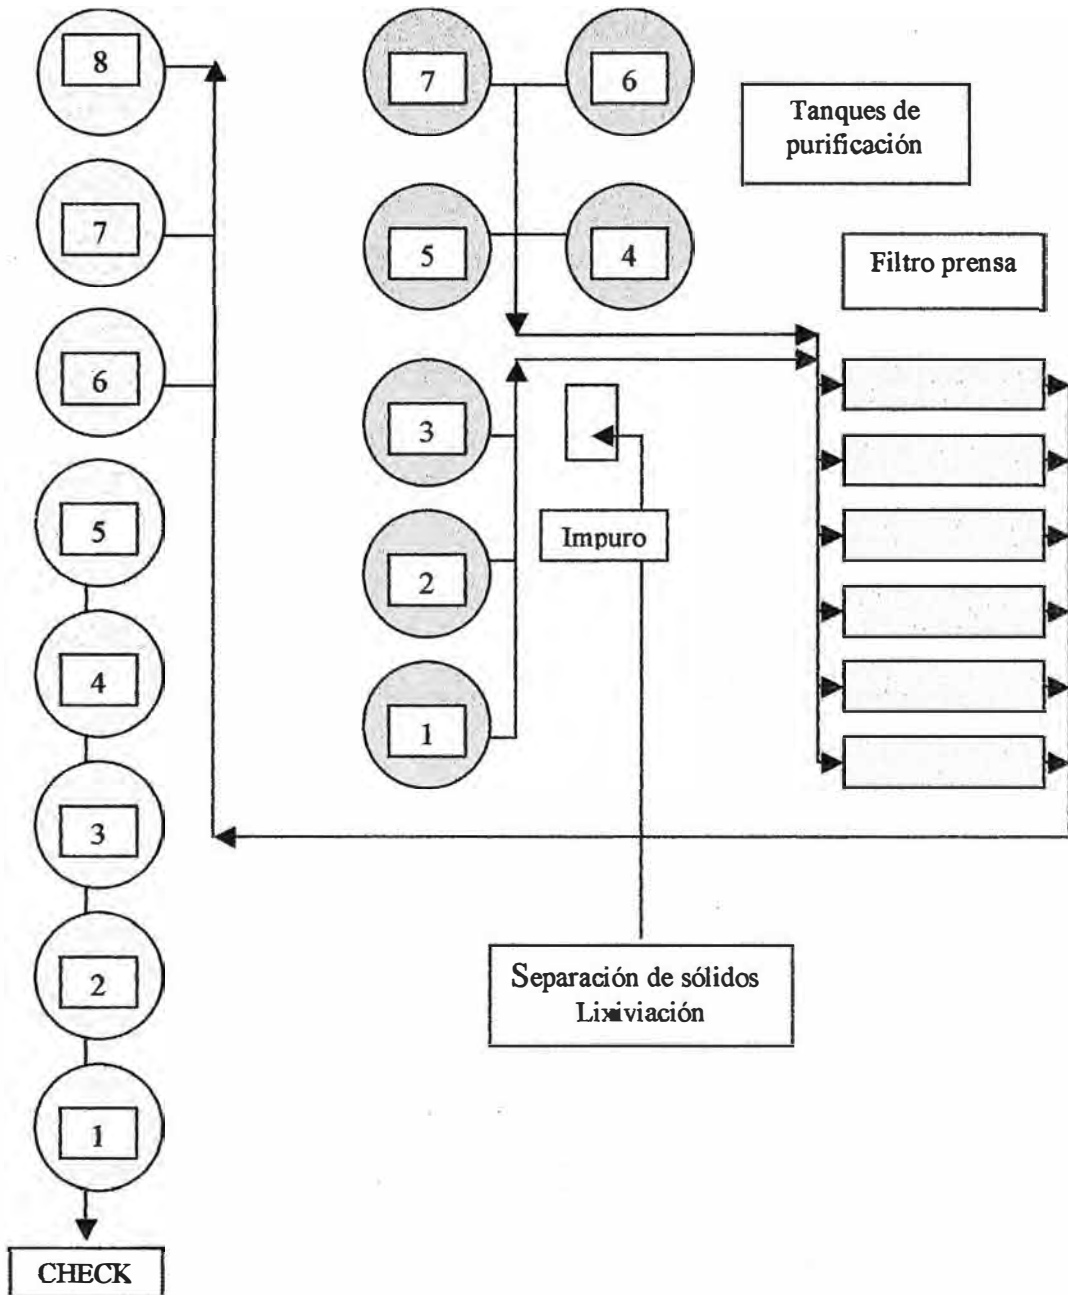 8
7
6
5
4
3
2
1
CHECK
7
6
5
4
3
2
1
Tanques de
purificación
Filtro prensa
Impuro
Separación de sólidos
Lixiviación